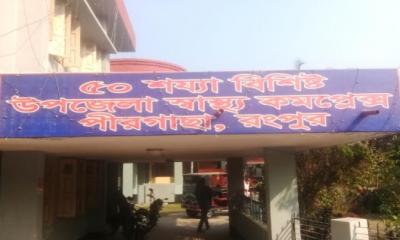 ৫০ শয্যা বিশিষ্ট
উপজেলা স্বাস্থ্য কমপ্লেক্স
পীরগাছা, রংপুর